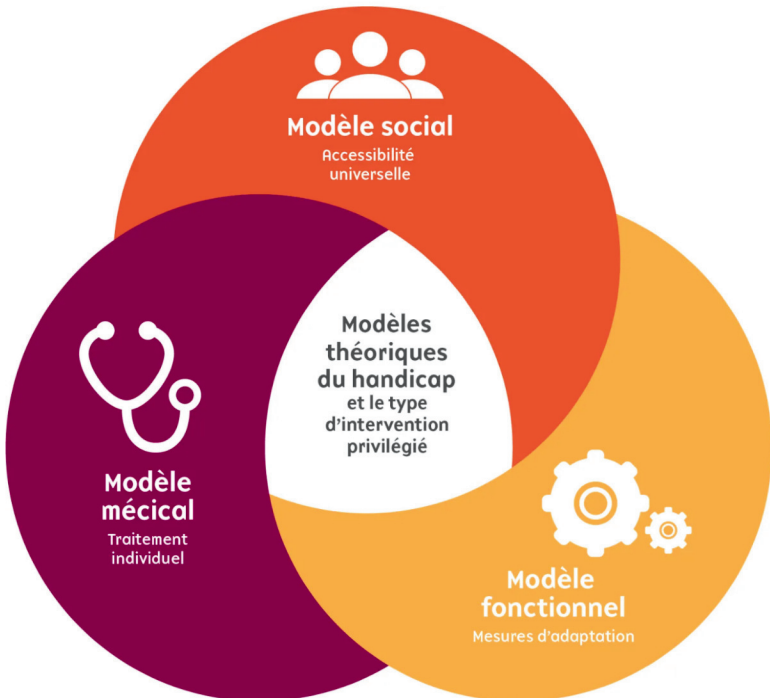 Modèle social
Accessibilité
universelle
Modèles
théoriques
du handicap
et le type
d'intervention
privilégié
Modèle
mécical
Traitement
individuel
Modèle
fonctionnel
Mesures d'adaptation